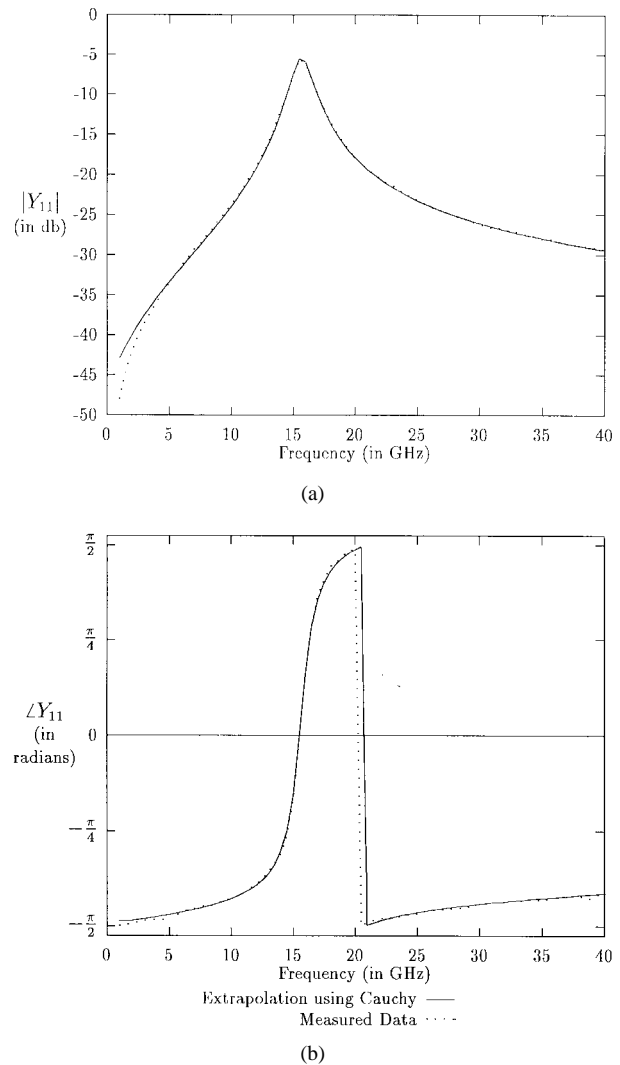 0
-5
-10
-15
-20
|Y₁₁|
(in db)
-25
-30
-35
-40
-45
-50
0 5 10 15 20 25 30 35 40
Frequency (in GHz)
(a)
π/2
π/4
∠Y₁₁
(in
radians)
0
−π/4
−π/2
0 5 10 15 20 25 30 35 40
Frequency (in GHz)
Extrapolation using Cauchy
Measured Data
(b)